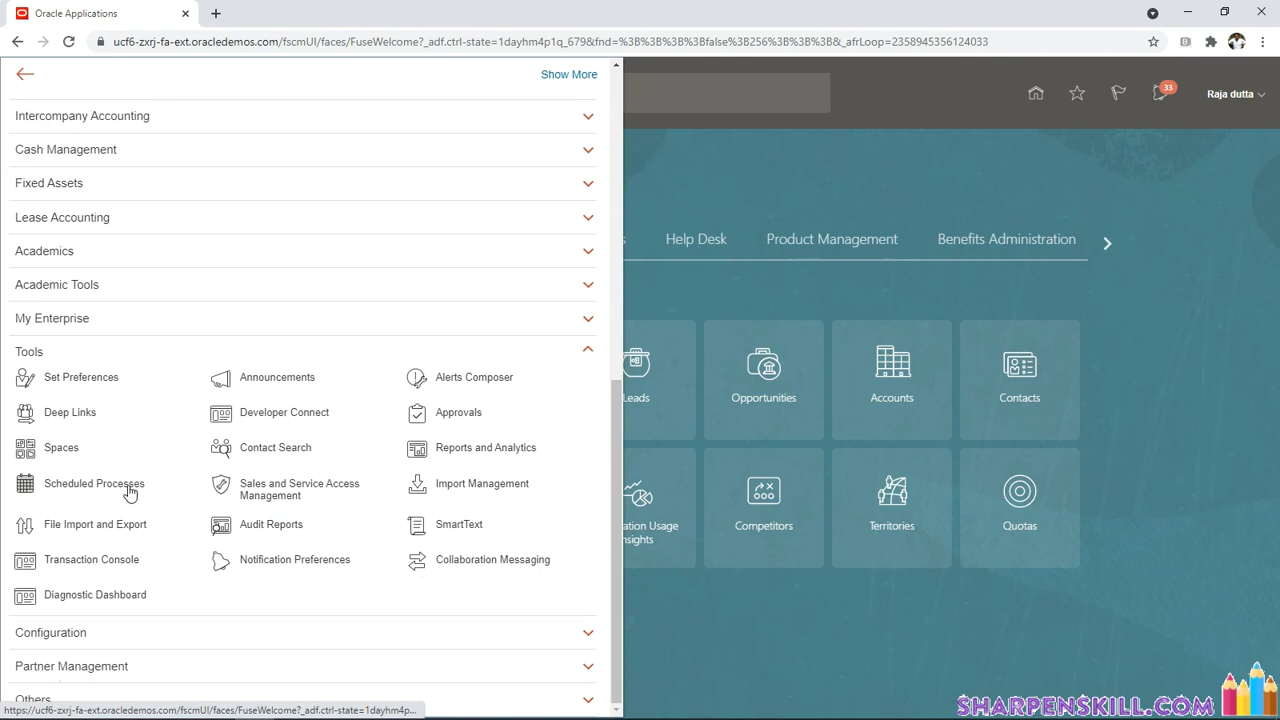 Oracle Applications
ucf6-zxrj-fa-ext.oracledemos.com/fscmUI/faces/FuseWelcome?_adf.ctrl-state=1dayhm4p1q_679&fnd=%3B%3B%3B%3Bfalse%3B256%3B%3B%3B&_afrLoop=2358945356124033
Show More
33
Raja dutta
Intercompany Accounting
Cash Management
Fixed Assets
Lease Accounting
Academics
Academic Tools
My Enterprise
Tools
Set Preferences
Announcements
Alerts Composer
Deep Links
Developer Connect
Approvals
Spaces
Contact Search
Reports and Analytics
Scheduled Processes
Sales and Service Access
Management
Import Management
File Import and Export
Audit Reports
SmartText
Transaction Console
Notification Preferences
Collaboration Messaging
Diagnostic Dashboard
Configuration
Partner Management
Others
https://ucf6-zxrj-fa-ext.oracledemos.com/fscmUI/faces/FuseWelcome?_adf.ctrl-state=1dayhm4p...
Help Desk
Product Management
Benefits Administration
Leads
Opportunities
Accounts
Contacts
Competitors
Territories
Quotas
SHARPENSKILL.COM